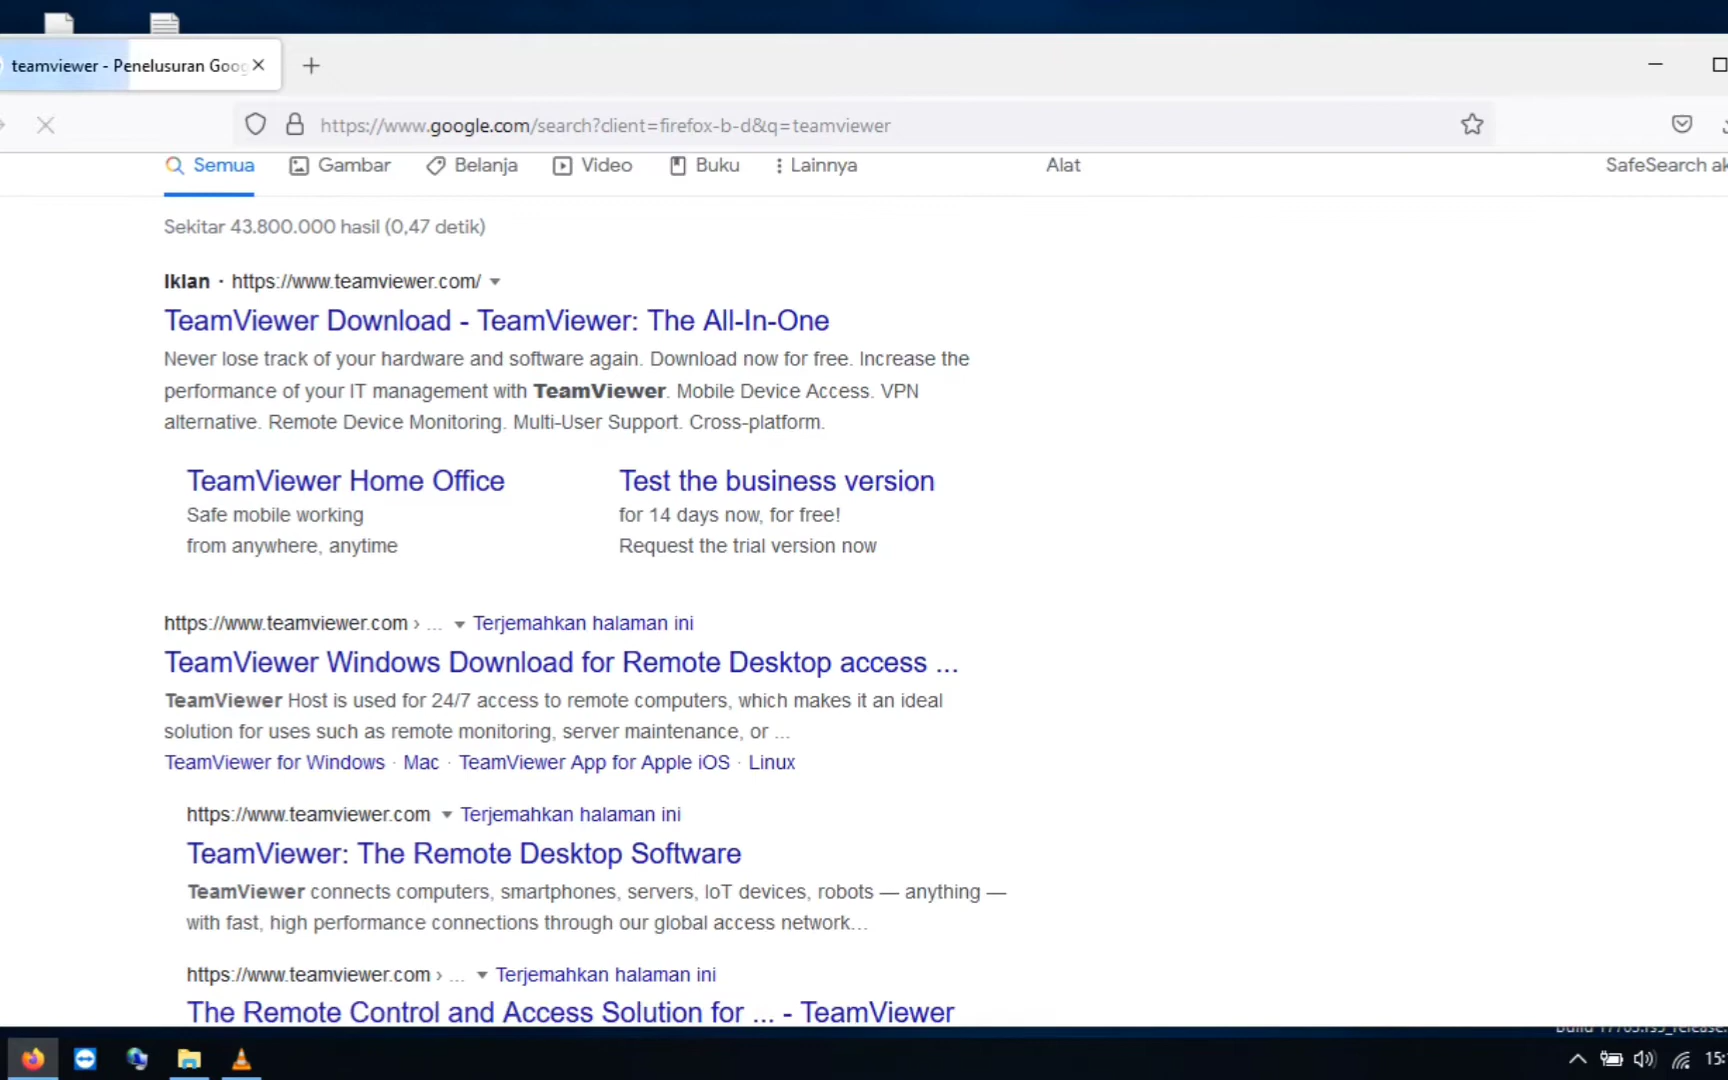 teamviewer - Penelusuran Goog
https://www.google.com/search?client=firefox-b-d&q=teamviewer
Semua Gambar Belanja Video Buku Lainnya Alat SafeSearch ak
Sekitar 43.800.000 hasil (0,47 detik)
Iklan · https://www.teamviewer.com/
TeamViewer Download - TeamViewer: The All-In-One
Never lose track of your hardware and software again. Download now for free. Increase the
performance of your IT management with TeamViewer. Mobile Device Access. VPN
alternative. Remote Device Monitoring. Multi-User Support. Cross-platform.
TeamViewer Home Office
Safe mobile working
from anywhere, anytime
Test the business version
for 14 days now, for free!
Request the trial version now
https://www.teamviewer.com › ... Terjemahkan halaman ini
TeamViewer Windows Download for Remote Desktop access ...
TeamViewer Host is used for 24/7 access to remote computers, which makes it an ideal
solution for uses such as remote monitoring, server maintenance, or ...
TeamViewer for Windows · Mac · TeamViewer App for Apple iOS · Linux
https://www.teamviewer.com Terjemahkan halaman ini
TeamViewer: The Remote Desktop Software
TeamViewer connects computers, smartphones, servers, IoT devices, robots — anything —
with fast, high performance connections through our global access network...
https://www.teamviewer.com › ... Terjemahkan halaman ini
The Remote Control and Access Solution for ... - TeamViewer
15: